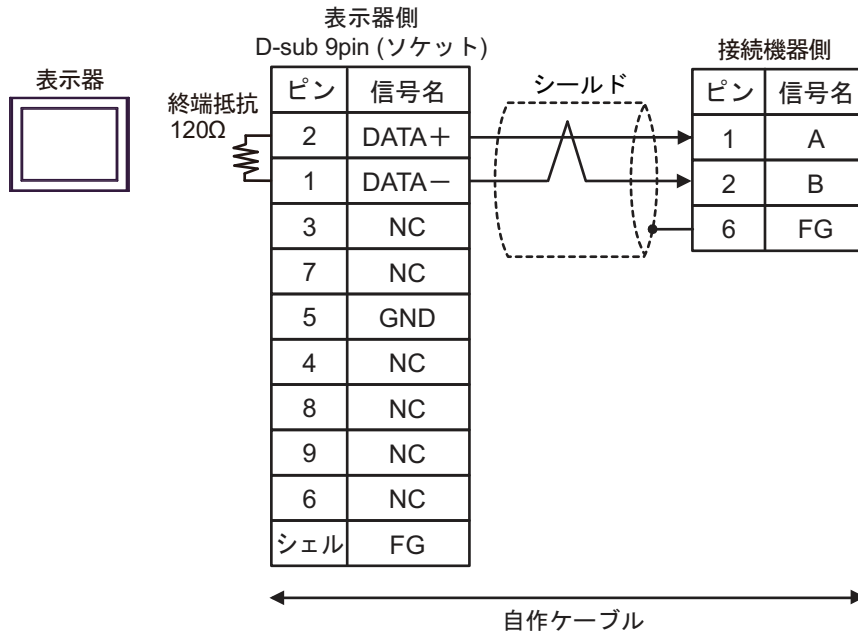 表示器側
D-sub 9pin (ソケット)
接続機器側
表示器
終端抵抗
120Ω
シールド
ピン 信号名
2 DATA+
1 DATA−
3 NC
7 NC
5 GND
4 NC
8 NC
9 NC
6 NC
シェル FG
ピン 信号名
1 A
2 B
6 FG
自作ケーブル